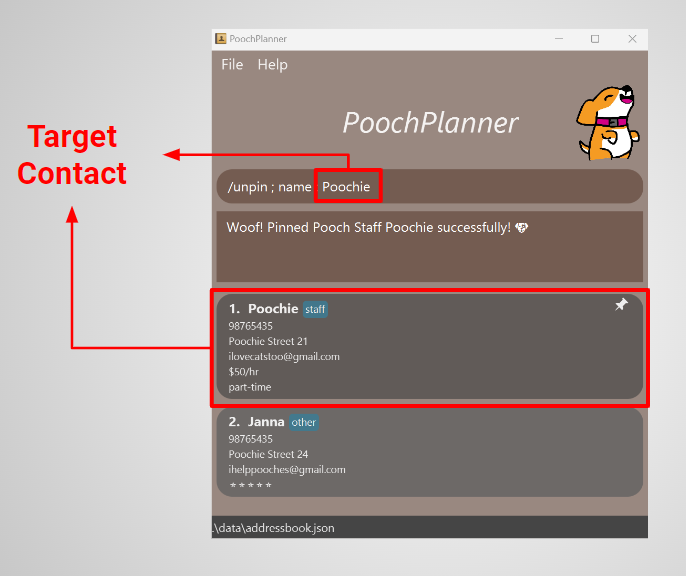 PoochPlanner
File Help
PoochPlanner
Target
Contact
/unpin ; name Poochie
Woof! Pinned Pooch Staff Poochie successfully!
1. Poochie staff
98765435
Poochie Street 21
ilovecatstoo@gmail.com
$50/hr
part-time
2. Janna other
98765435
Poochie Street 24
ihelppooches@gmail.com
*****
.\data\addressbook.json